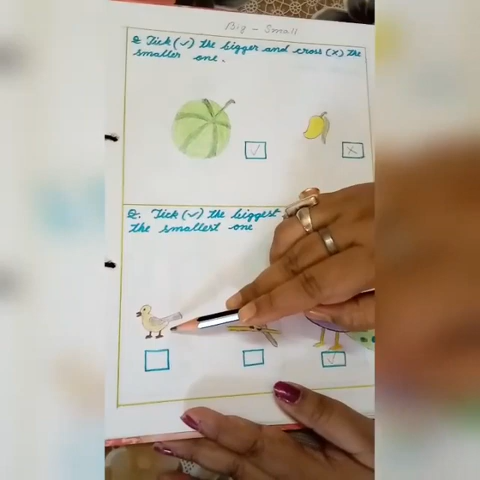 Big - Small
Q. Tick (✓) the bigger and cross (x) the
smaller one.
Q. Tick (✓) the biggest
the smallest one